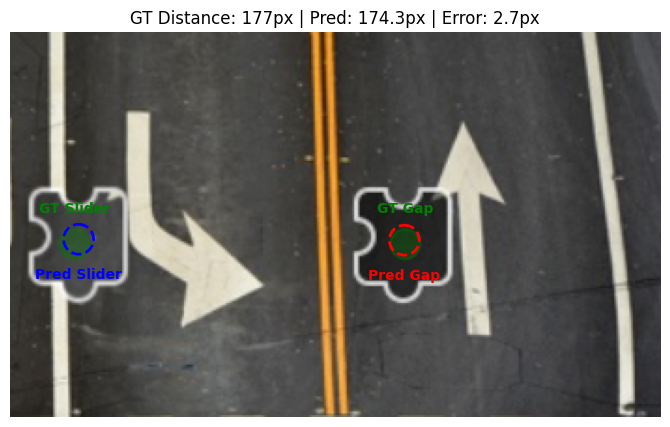 GT Distance: 177px | Pred: 174.3px | Error: 2.7px
GT Slider
GT Gap
Pred Slider
Pred Gap